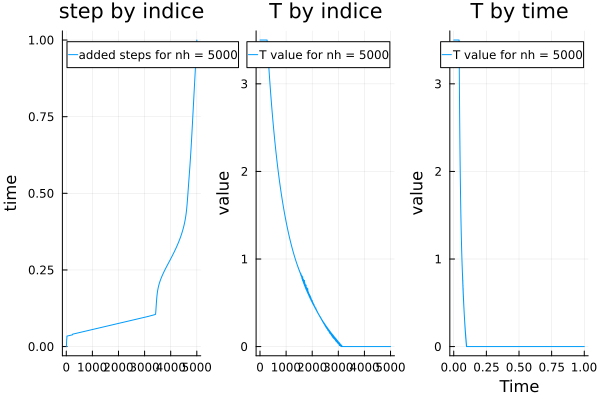 step by indice
time
1.00
0.75
0.50
0.25
0.00
added steps for nh = 5000
0 1000 2000 3000 4000 5000
T by indice
value
3
2
1
0
T value for nh = 5000
0 1000 2000 3000 4000 5000
T by time
value
3
2
1
0
T value for nh = 5000
0.00 0.25 0.50 0.75 1.00
Time